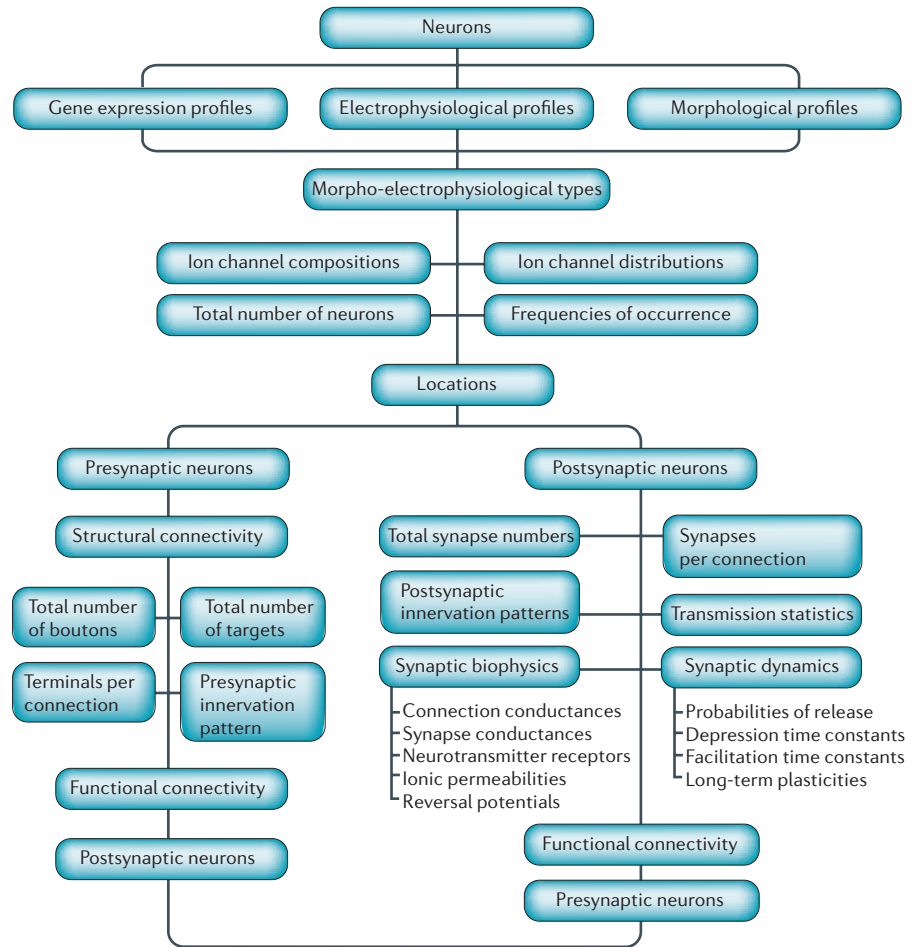 Neurons
Gene expression profiles
Electrophysiological profiles
Morphological profiles
Morpho-electrophysiological types
Ion channel compositions
Ion channel distributions
Total number of neurons
Frequencies of occurrence
Locations
Presynaptic neurons
Structural connectivity
Total number
of boutons
Total number
of targets
Terminals per
connection
Presynaptic
innervation
pattern
Functional connectivity
Postsynaptic neurons
Postsynaptic neurons
Total synapse numbers
Synapses
per connection
Postsynaptic
innervation patterns
Transmission statistics
Synaptic biophysics
Connection conductances
Synapse conductances
Neurotransmitter receptors
Ionic permeabilities
Reversal potentials
Synaptic dynamics
Probabilities of release
Depression time constants
Facilitation time constants
Long-term plasticities
Functional connectivity
Presynaptic neurons